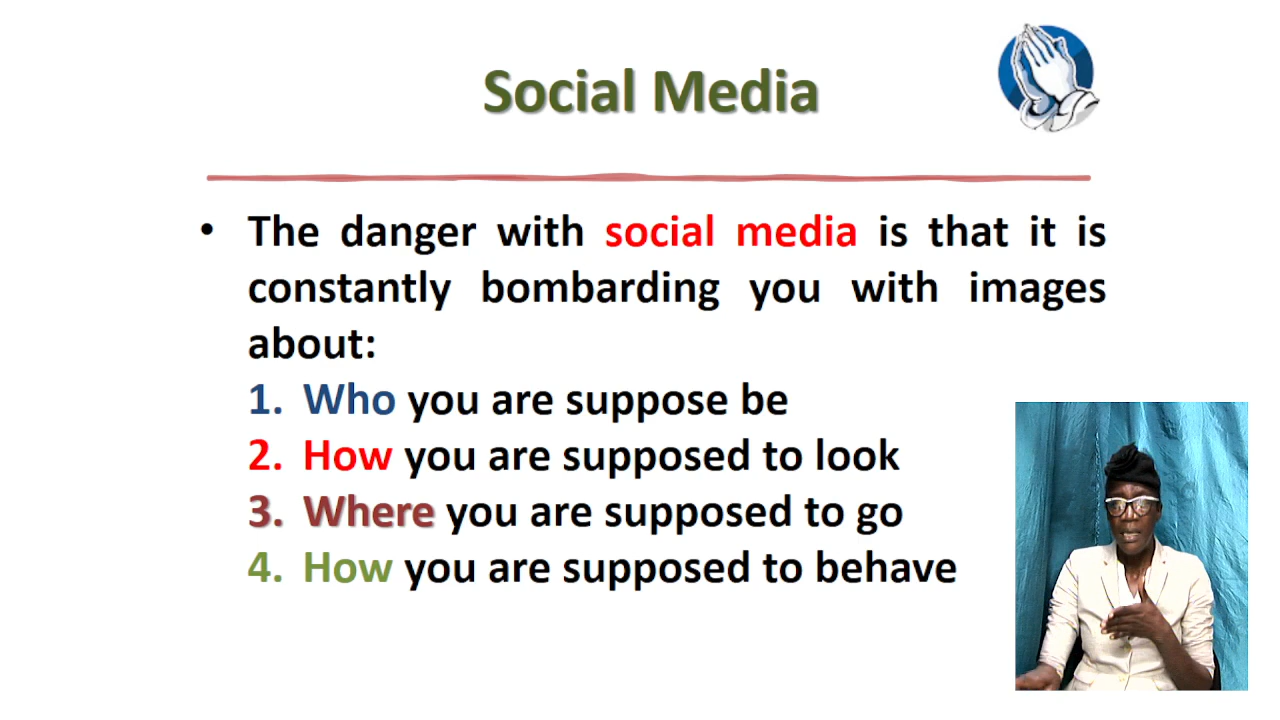 Social Media
• The danger with social media is that it is
constantly bombarding you with images
about:
1. Who you are suppose be
2. How you are supposed to look
3. Where you are supposed to go
4. How you are supposed to behave